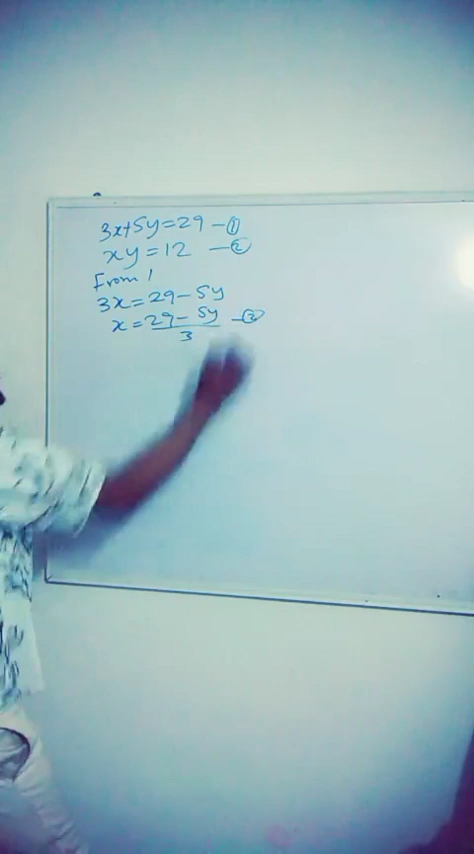 3x+5y=29 —①
xy=12 —②
From 1
3x=29-5y
x=29-5y —③
3